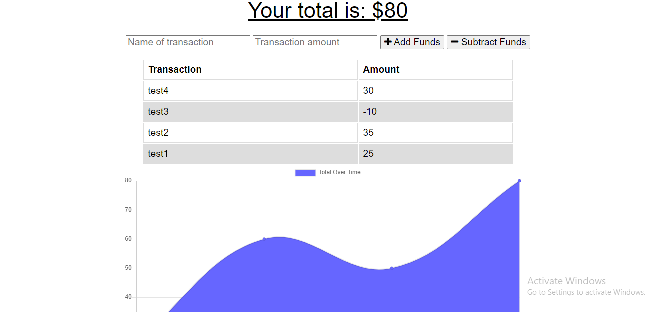 Your total is: $80
Name of transaction Transaction amount + Add Funds − Subtract Funds
Transaction Amount
test4 30
test3 -10
test2 35
test1 25
Total Over Time
80
70
60
50
40
Activate Windows
Go to Settings to activate Windows.